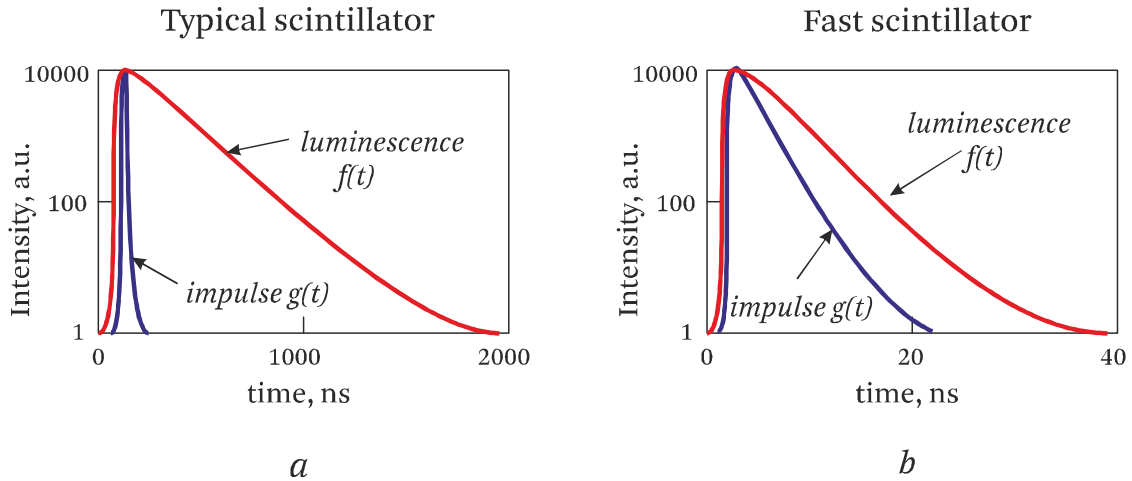 Typical scintillator
10000
100
1
Intensity, a.u.
luminescence
f(t)
impulse g(t)
0
1000
2000
time, ns
a
Fast scintillator
10000
100
1
Intensity, a.u.
luminescence
f(t)
impulse g(t)
0
20
40
time, ns
b